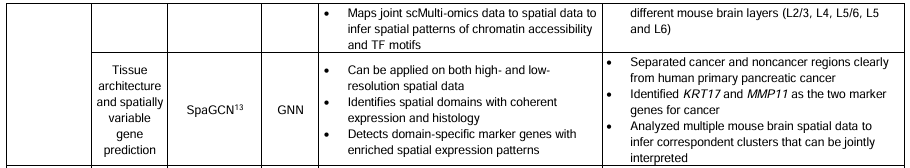 • Maps joint scMulti-omics data to spatial data to
infer spatial patterns of chromatin accessibility
and TF motifs
different mouse brain layers (L2/3, L4, L5/6, L5
and L6)
Tissue
architecture
and spatially
variable
gene
prediction
SpaGCN13
GNN
• Can be applied on both high- and low-
resolution spatial data
• Identifies spatial domains with coherent
expression and histology
• Detects domain-specific marker genes with
enriched spatial expression patterns
• Separated cancer and noncancer regions clearly
from human primary pancreatic cancer
• Identified KRT17 and MMP11 as the two marker
genes for cancer
• Analyzed multiple mouse brain spatial data to
infer correspondent clusters that can be jointly
interpreted